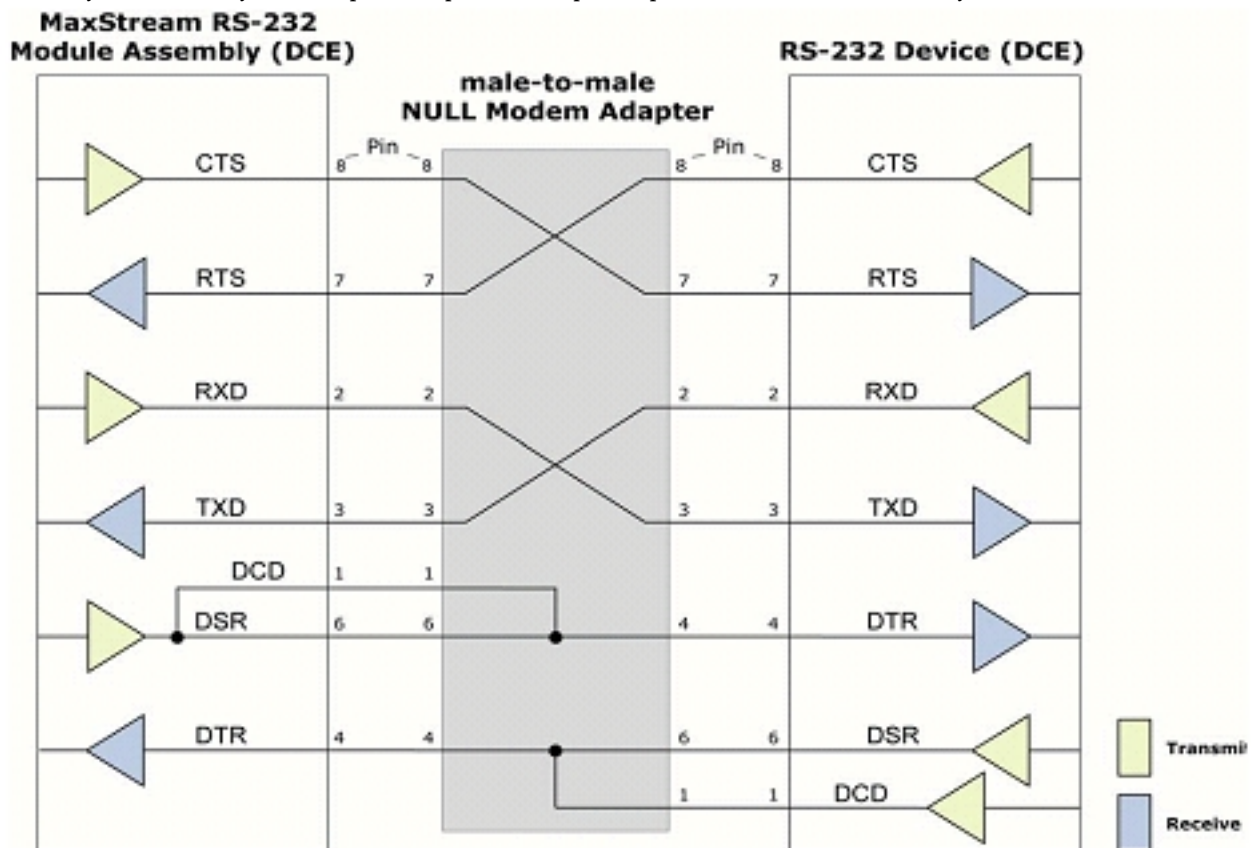 MaxStream RS-232
Module Assembly (DCE)
RS-232 Device (DCE)
male-to-male
NULL Modem Adapter
CTS 8 Pin 8 8 Pin 8 CTS
RTS 7 7 7 7 RTS
RXD 2 2 2 2 RXD
TXD 3 3 3 3 TXD
DCD 1 1
DSR 6 6 4 4 DTR
DTR 4 4 6 6 DSR
1 1 DCD
Transmi
Receive